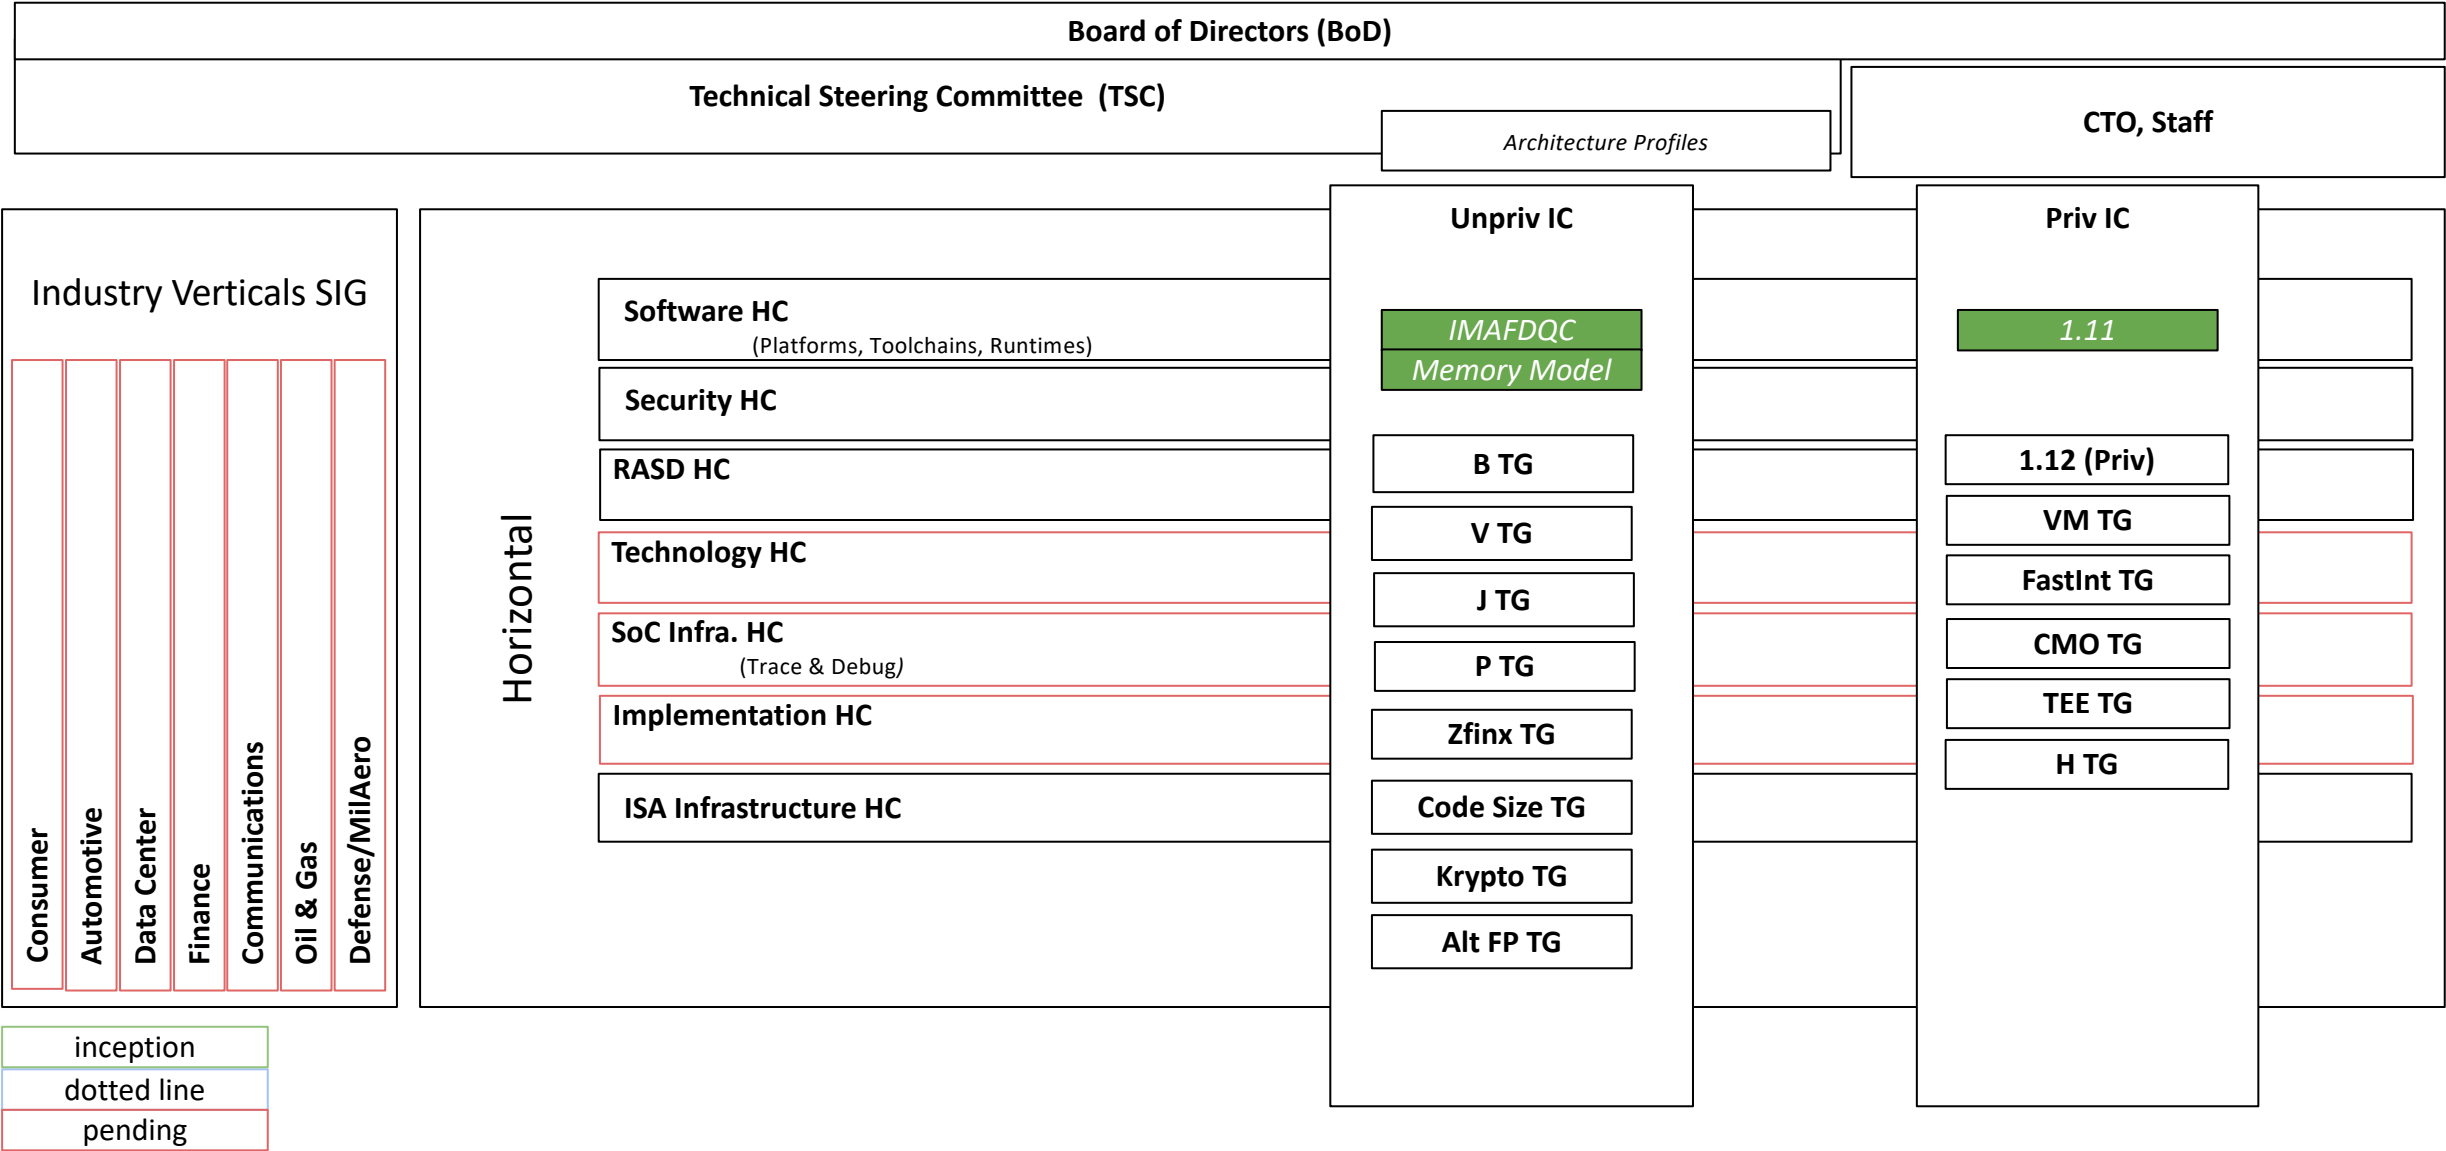 Board of Directors (BoD)
Technical Steering Committee (TSC)
Architecture Profiles
CTO, Staff
Industry Verticals SIG
Consumer
Automotive
Data Center
Finance
Communications
Oil & Gas
Defense/MilAero
Horizontal
Software HC
(Platforms, Toolchains, Runtimes)
Security HC
RASD HC
Technology HC
SoC Infra. HC
(Trace & Debug)
Implementation HC
ISA Infrastructure HC
Unpriv IC
IMAFDQC
Memory Model
B TG
V TG
J TG
P TG
Zfinx TG
Code Size TG
Krypto TG
Alt FP TG
Priv IC
1.11
1.12 (Priv)
VM TG
FastInt TG
CMO TG
TEE TG
H TG
inception
dotted line
pending